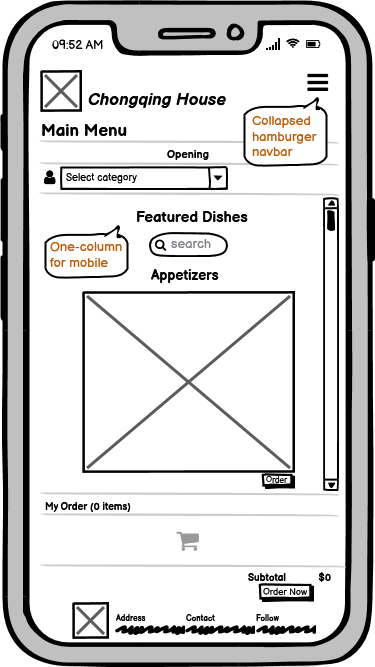 09:52 AM
Chongqing House
Main Menu
Collapsed
hamburger
navbar
Opening
Select category
Featured Dishes
One-column
for mobile
search
Appetizers
Order
My Order (0 items)
Subtotal $0
Order Now
Address Contact Follow